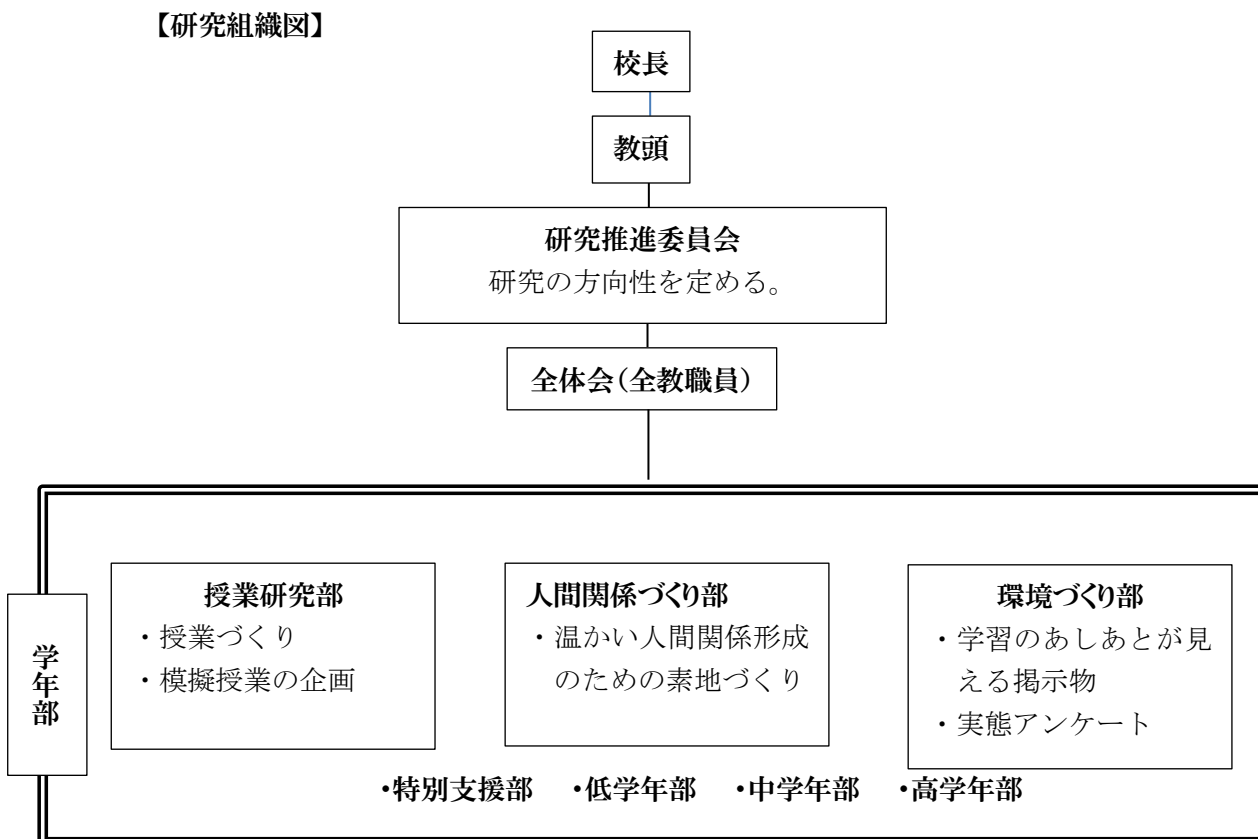 【研究組織図】
校長
教頭
研究推進委員会
研究の方向性を定める。
全体会(全教職員)
学年部
授業研究部
・授業づくり
・模擬授業の企画
人間関係づくり部
・温かい人間関係形成
のための素地づくり
環境づくり部
・学習のあしあとが見
える掲示物
・実態アンケート
・特別支援部 ・低学年部 ・中学年部 ・高学年部